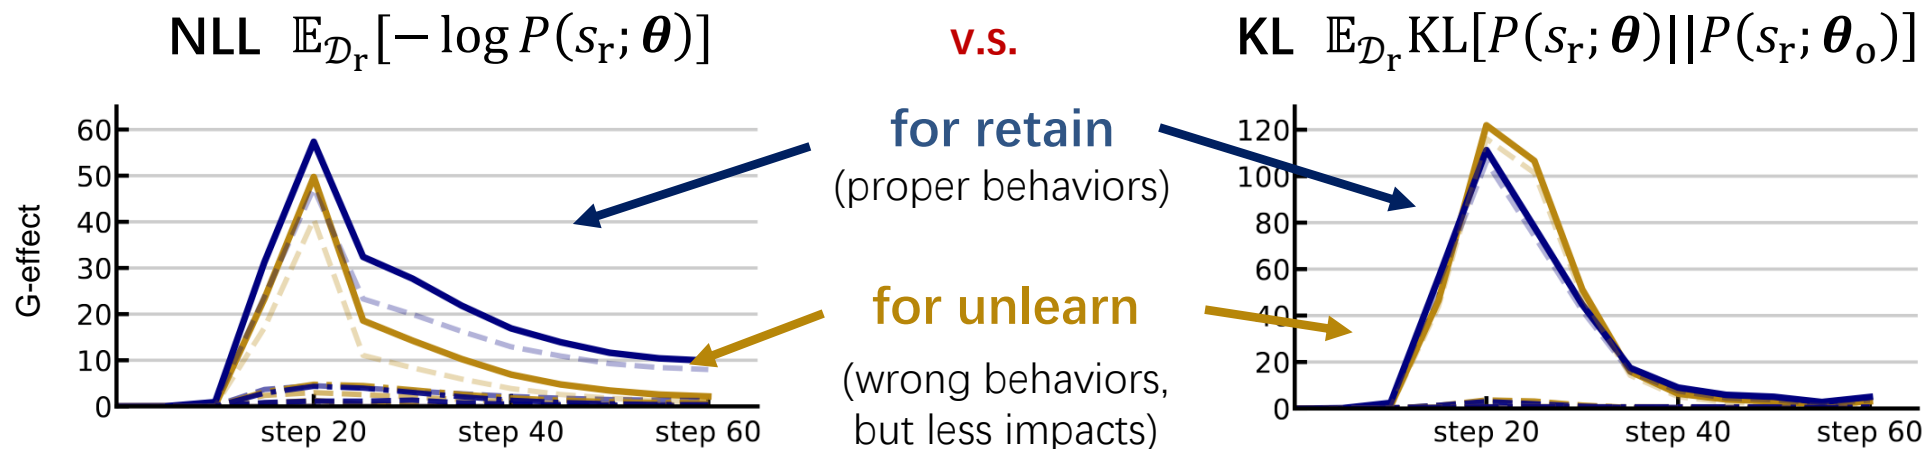 NLL 𝔼_{𝒟_r}[− log P(s_r; θ)]
v.s.
KL 𝔼_{𝒟_r} KL[P(s_r; θ)||P(s_r; θ_o)]
for retain
(proper behaviors)
for unlearn
(wrong behaviors,
but less impacts)
G-effect
60
50
40
30
20
10
0
step 20 step 40 step 60
120
100
80
60
40
20
0
step 20 step 40 step 60